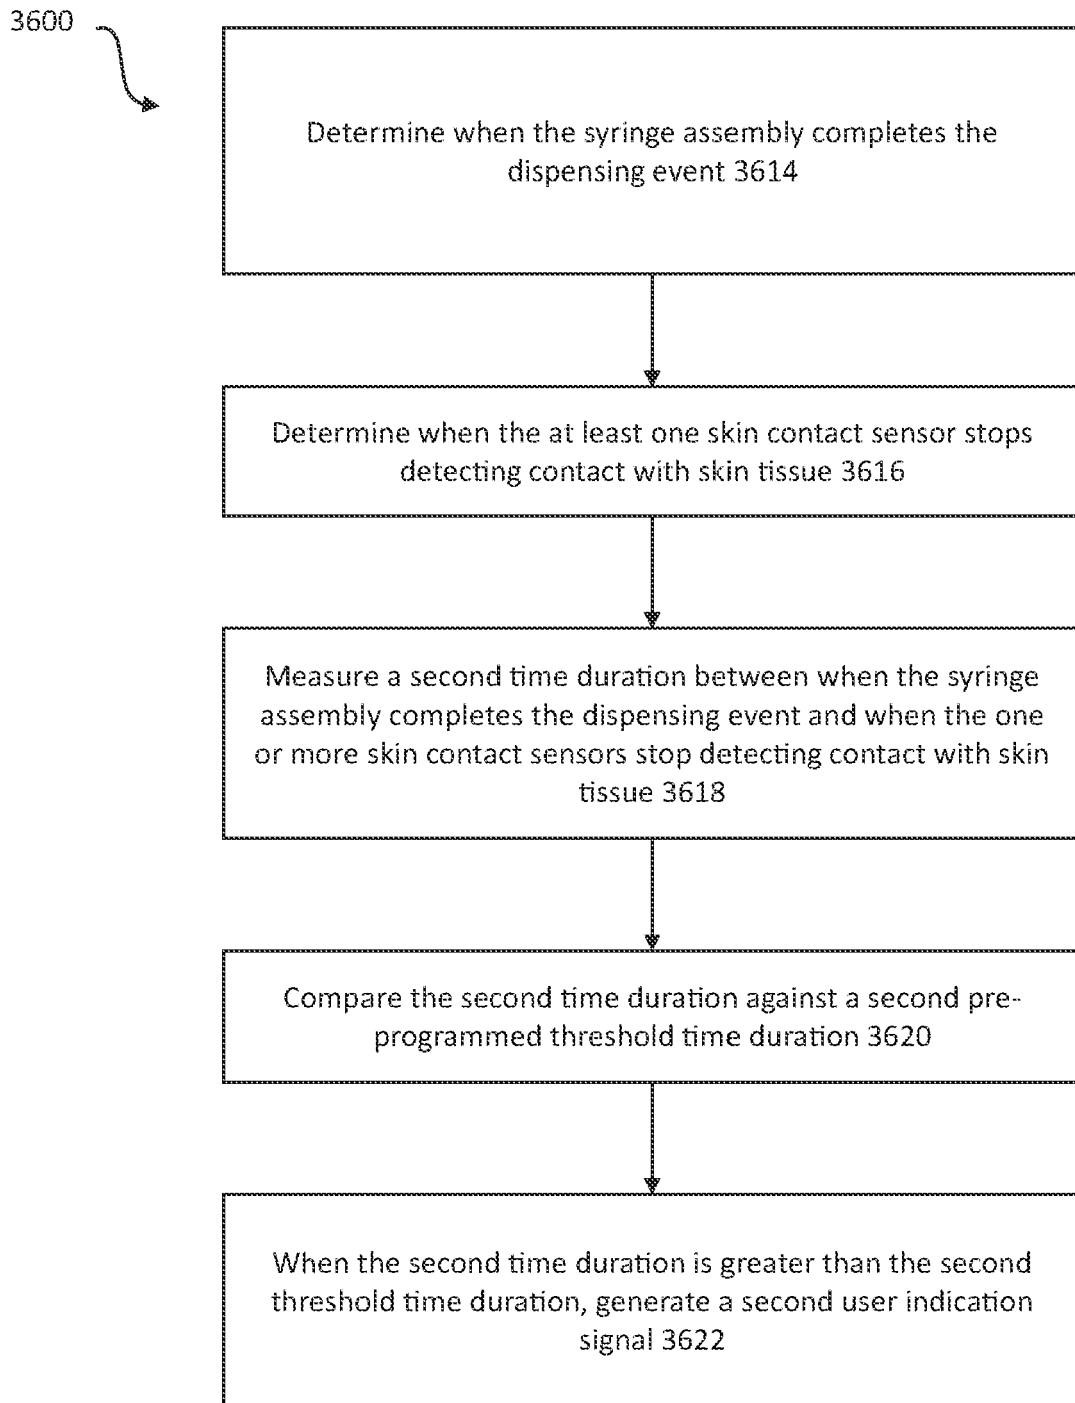 3600
Determine when the syringe assembly completes the
dispensing event 3614
Determine when the at least one skin contact sensor stops
detecting contact with skin tissue 3616
Measure a second time duration between when the syringe
assembly completes the dispensing event and when the one
or more skin contact sensors stop detecting contact with skin
tissue 3618
Compare the second time duration against a second pre-
programmed threshold time duration 3620
When the second time duration is greater than the second
threshold time duration, generate a second user indication
signal 3622